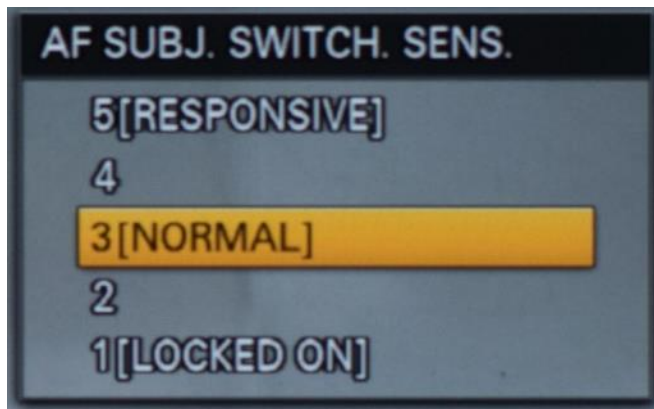 AF SUBJ. SWITCH. SENS.
5[RESPONSIVE]
4
3[NORMAL]
2
1[LOCKED ON]